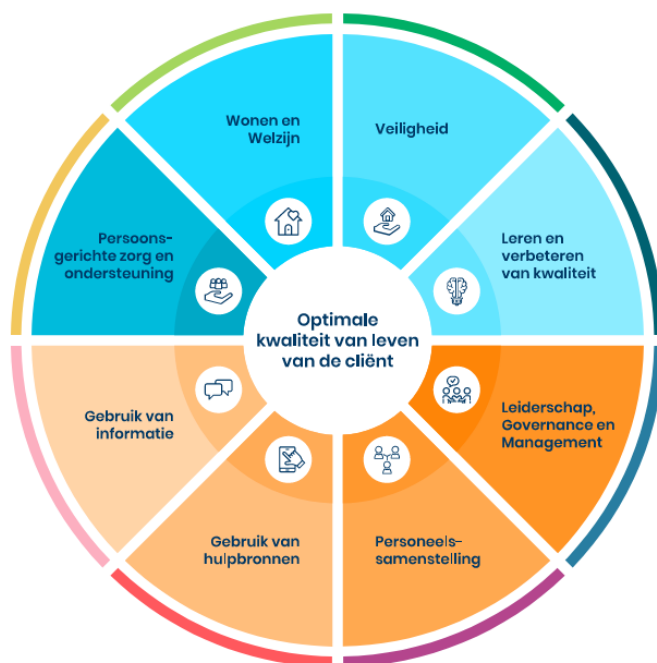 Wonen en
Welzijn
Veiligheid
Persoons-
gerichte zorg en
ondersteuning
Leren en
verbeteren
van kwaliteit
Optimale
kwaliteit van leven
van de cliënt
Gebruik van
informatie
Leiderschap,
Governance en
Management
Gebruik van
hulpbronnen
Personeels-
samenstelling